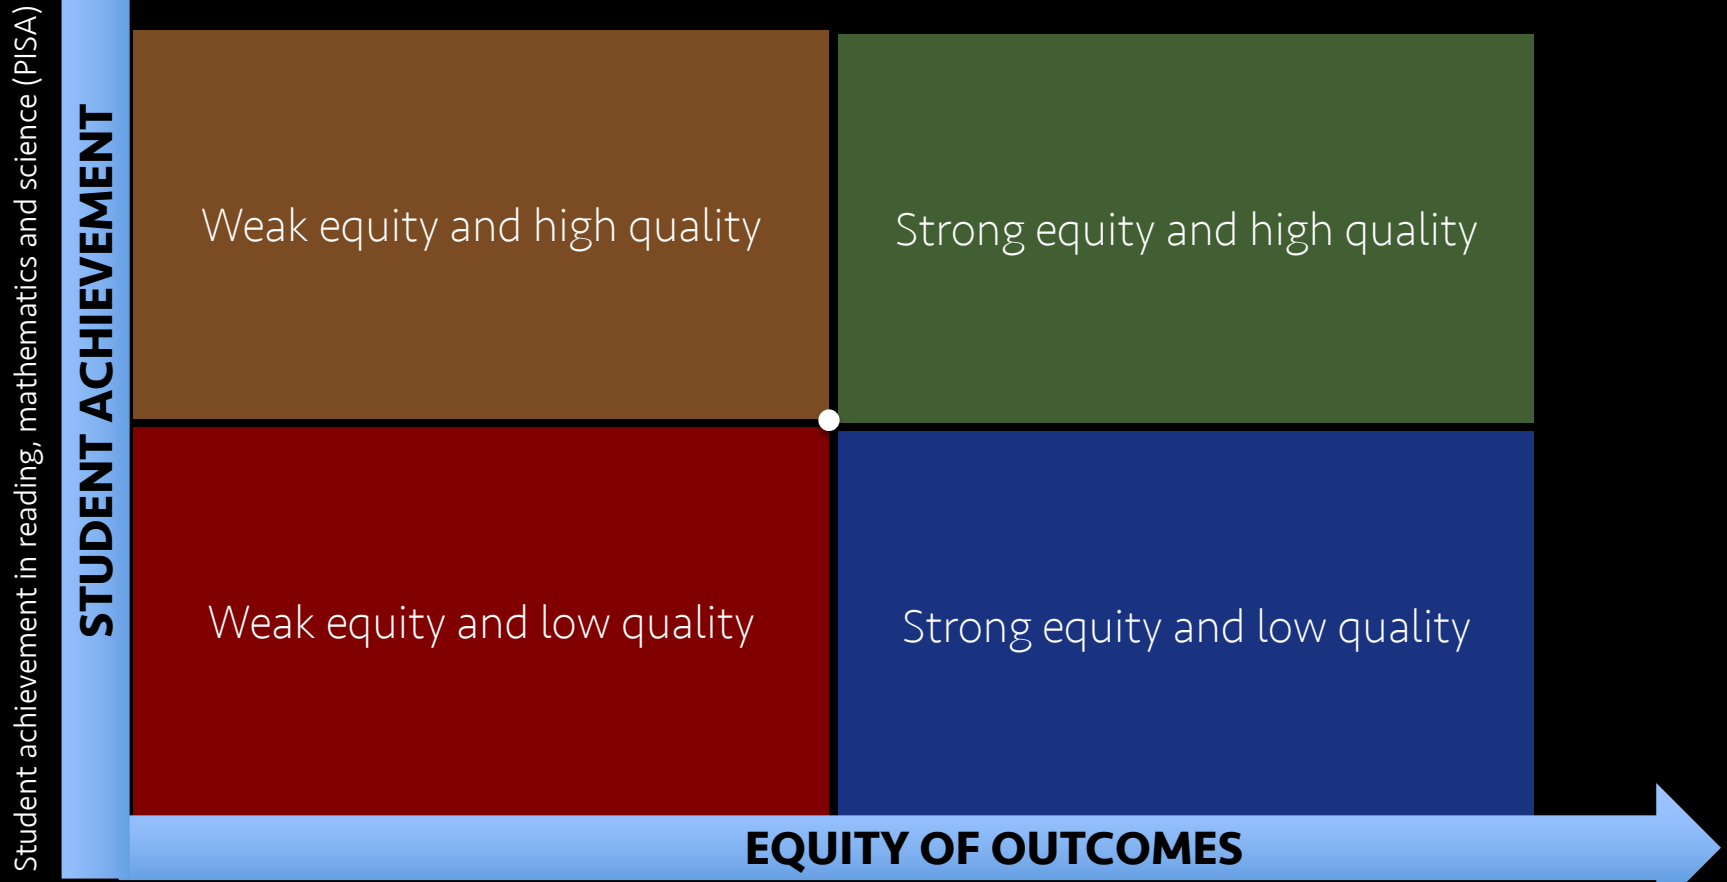 Student achievement in reading, mathematics and science (PISA)
STUDENT ACHIEVEMENT
Weak equity and high quality
Strong equity and high quality
Weak equity and low quality
Strong equity and low quality
EQUITY OF OUTCOMES